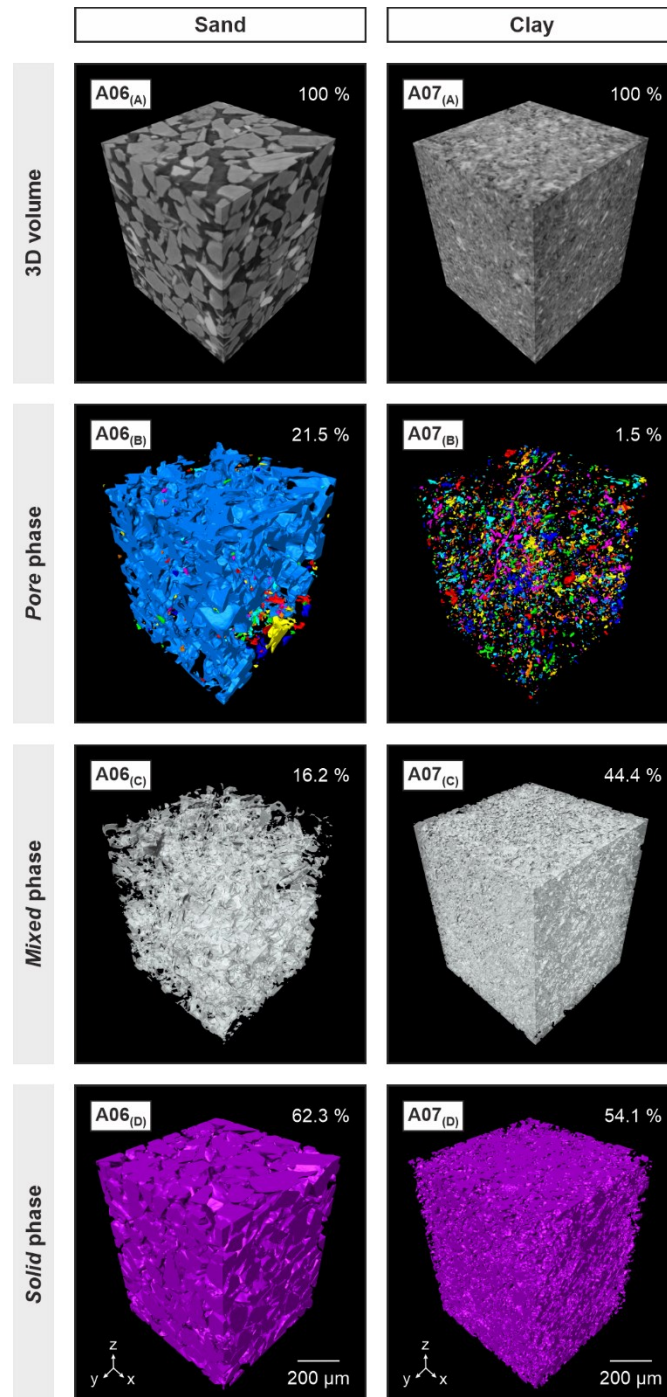 Sand
Clay
3D volume
A06(A)
100 %
A07(A)
100 %
Pore phase
A06(B)
21.5 %
A07(B)
1.5 %
Mixed phase
A06(C)
16.2 %
A07(C)
44.4 %
Solid phase
A06(D)
62.3 %
A07(D)
54.1 %
z
y
x
200 µm
z
y
x
200 µm